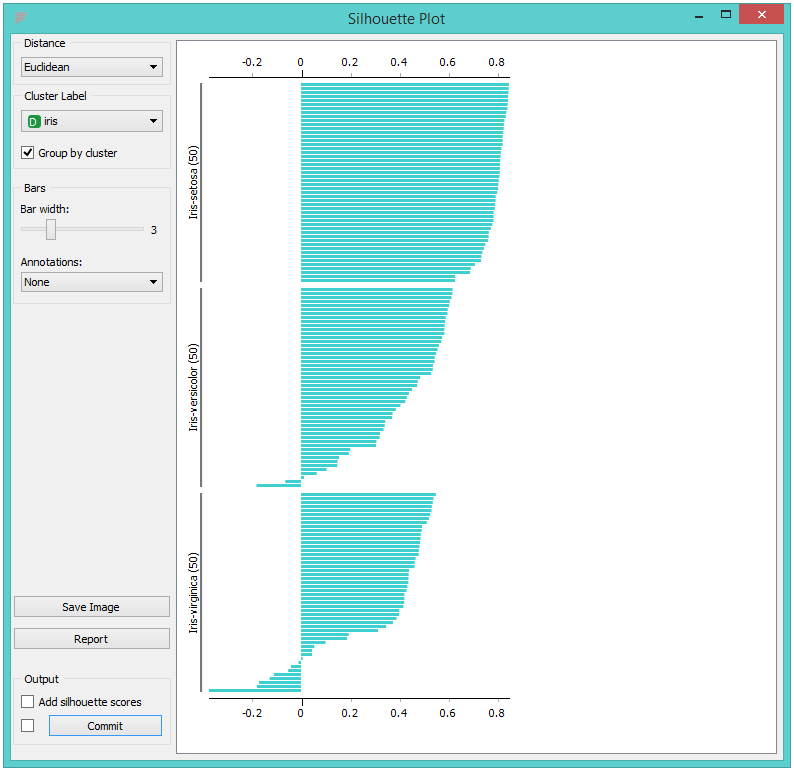 Silhouette Plot
Distance
Euclidean
Cluster Label
D iris
Group by cluster
Bars
Bar width:
3
Annotations:
None
Save Image
Report
Output
Add silhouette scores
Commit
-0.2 0 0.2 0.4 0.6 0.8
Iris-setosa (50)
Iris-versicolor (50)
Iris-virginica (50)
-0.2 0 0.2 0.4 0.6 0.8